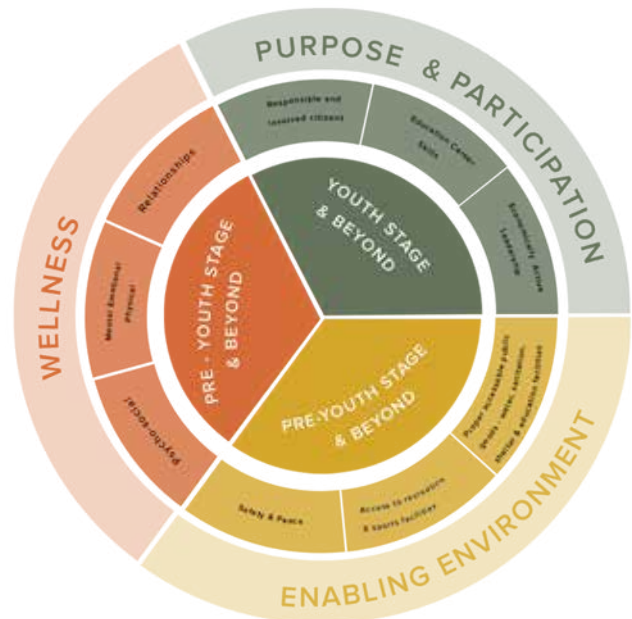 PURPOSE & PARTICIPATION
Responsible and
involved citizent
Education Career
Skills
Economically Active
Leadership
YOUTH STAGE
& BEYOND
WELLNESS
Relationships
Mental Emotional
Physical
Psycho-social
PRE - YOUTH STAGE
& BEYOND
PRE-YOUTH STAGE
& BEYOND
Proper accessable public
goods , water, sanitation,
shelter & education facilities
Access to recreation
& sports facilities
Safety & Peace
ENABLING ENVIRONMENT